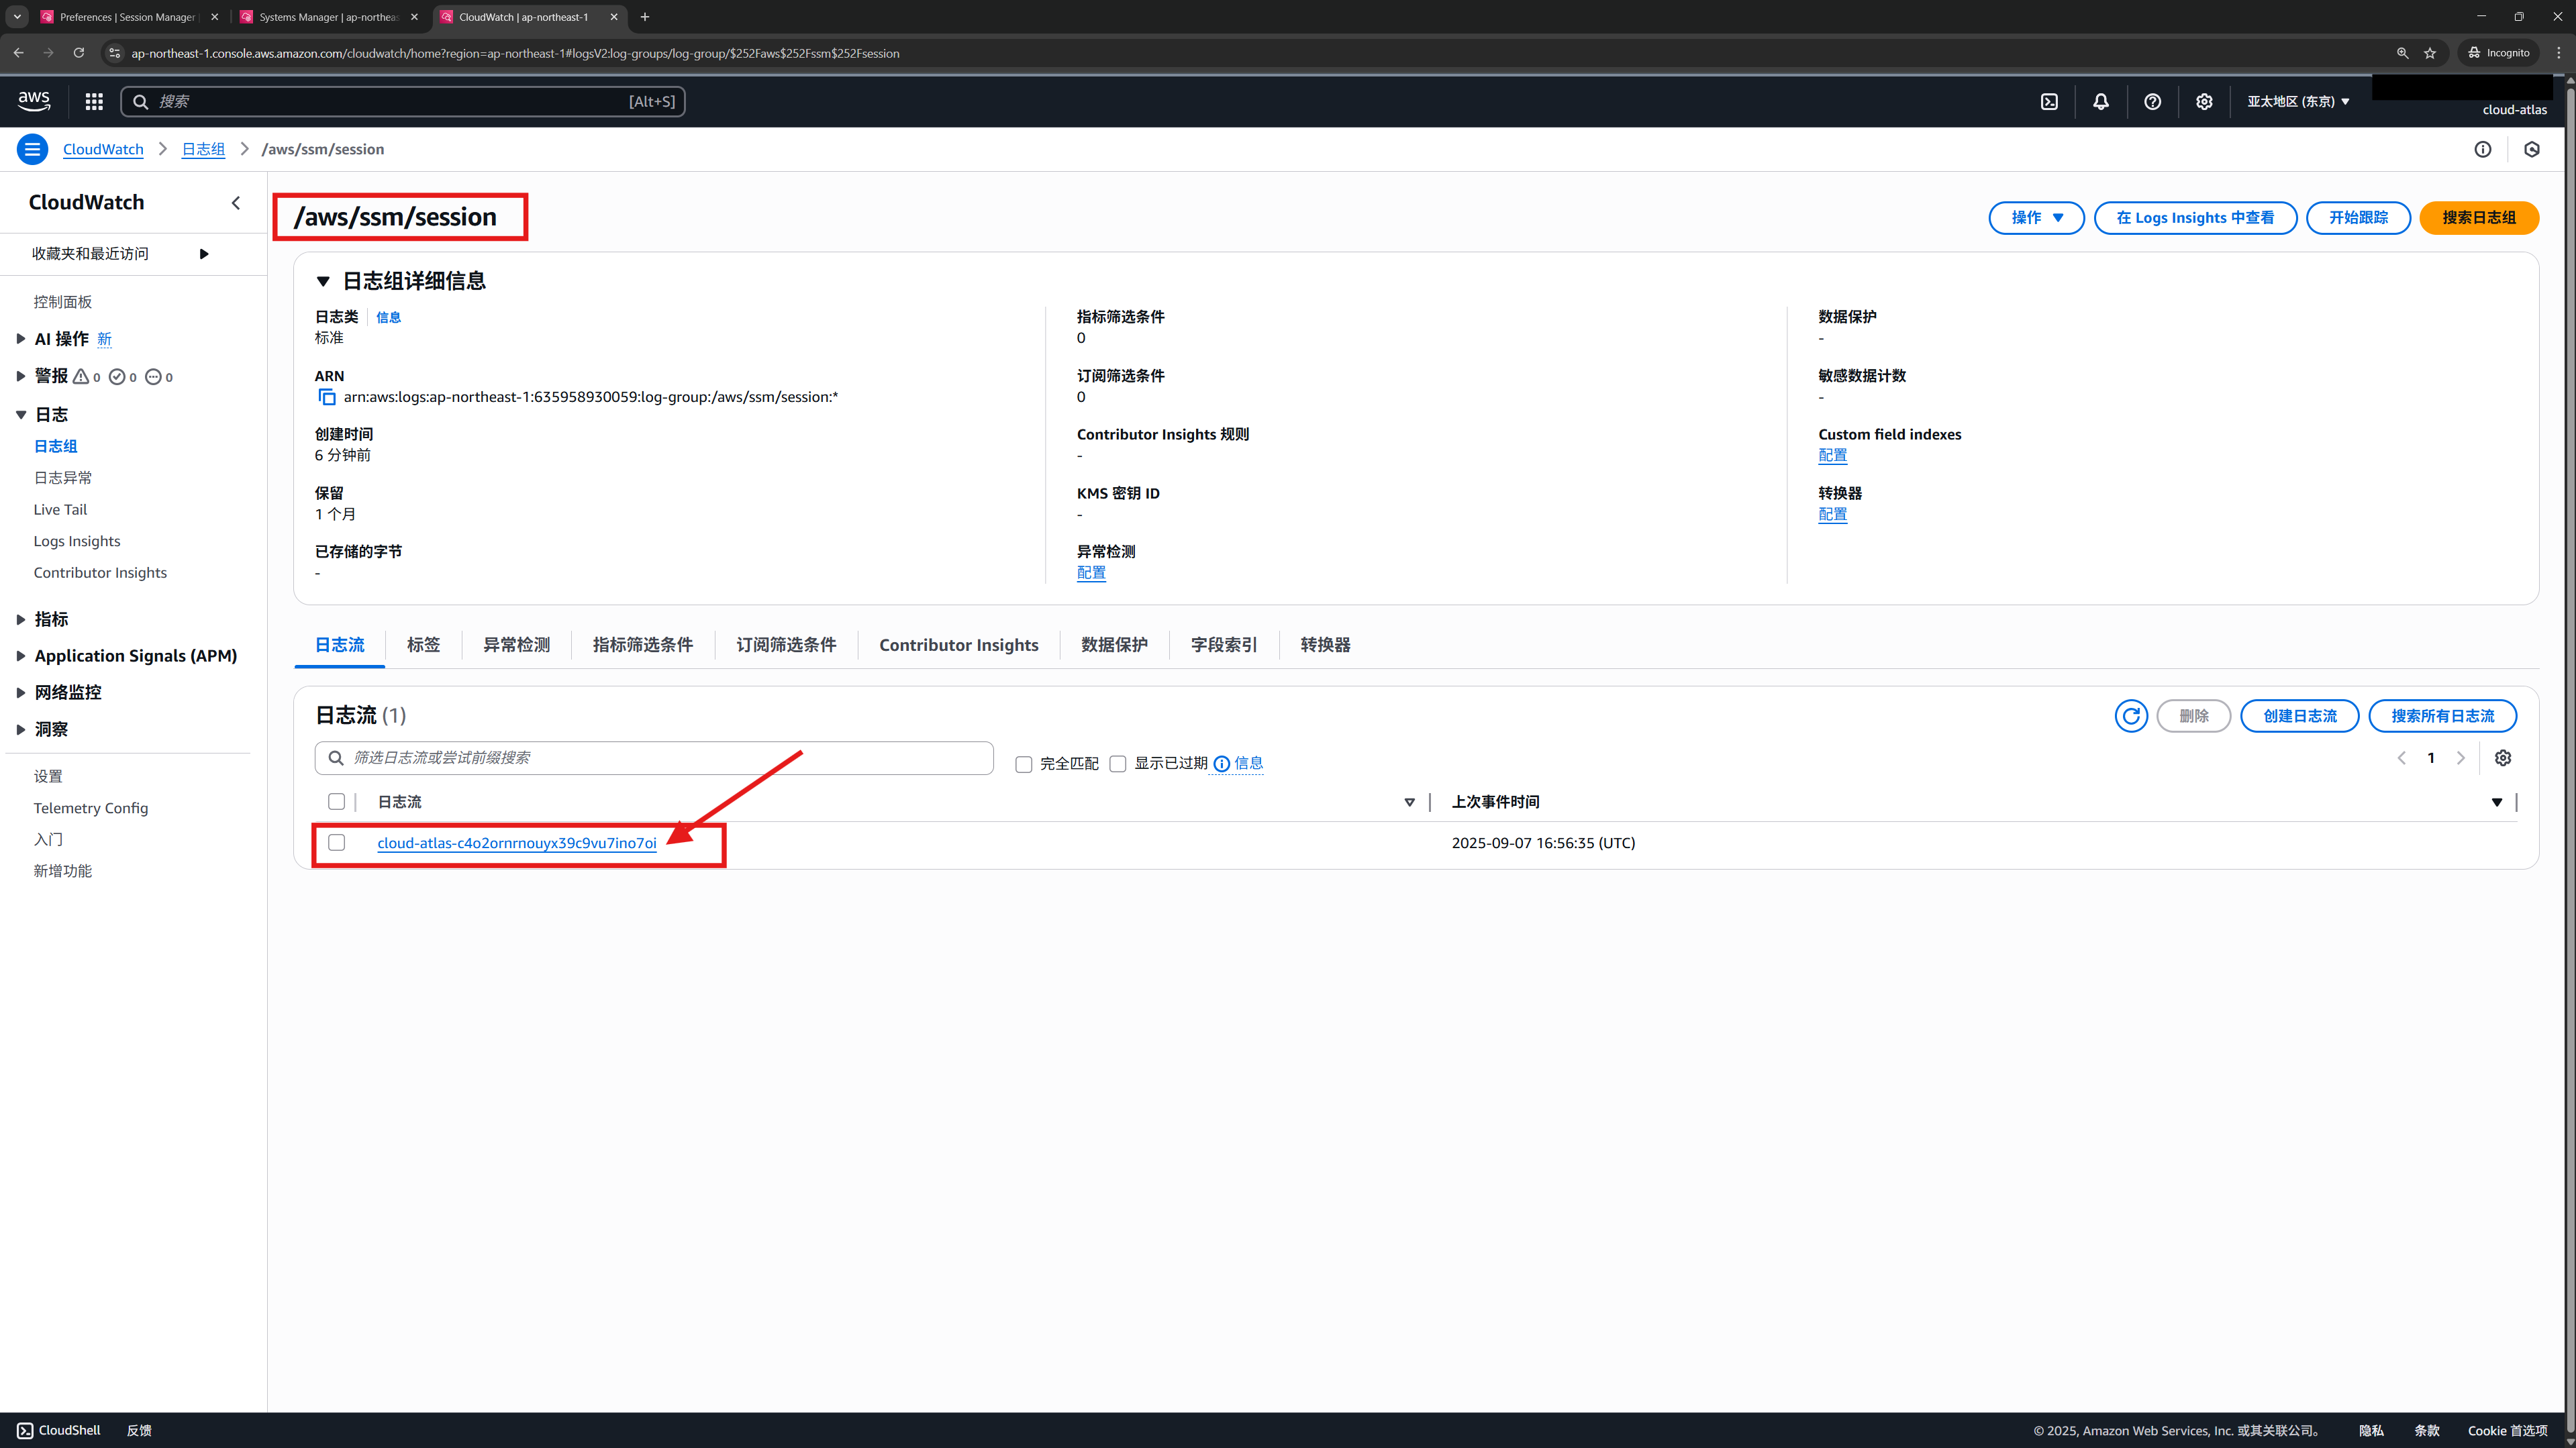 Preferences | Session Manager
Systems Manager | ap-northeas
CloudWatch | ap-northeast-1
ap-northeast-1.console.aws.amazon.com/cloudwatch/home?region=ap-northeast-1#logsV2:log-groups/log-group/$252Faws$252Fssm$252Fsession
Incognito
aws
搜索
[Alt+S]
亚太地区 (东京)
cloud-atlas
CloudWatch
日志组
/aws/ssm/session
CloudWatch
收藏夹和最近访问
控制面板
AI 操作 新
警报 0 0 0
日志
日志组
日志异常
Live Tail
Logs Insights
Contributor Insights
指标
Application Signals (APM)
网络监控
洞察
设置
Telemetry Config
入门
新增功能
/aws/ssm/session
操作
在 Logs Insights 中查看
开始跟踪
搜索日志组
日志组详细信息
日志类 信息
标准
ARN
arn:aws:logs:ap-northeast-1:635958930059:log-group:/aws/ssm/session:*
创建时间
6 分钟前
保留
1 个月
已存储的字节
-
指标筛选条件
0
订阅筛选条件
0
Contributor Insights 规则
-
KMS 密钥 ID
-
异常检测
配置
数据保护
-
敏感数据计数
-
Custom field indexes
配置
转换器
配置
日志流
标签
异常检测
指标筛选条件
订阅筛选条件
Contributor Insights
数据保护
字段索引
转换器
日志流 (1)
删除
创建日志流
搜索所有日志流
筛选日志流或尝试前缀搜索
完全匹配
显示已过期
信息
1
日志流
上次事件时间
cloud-atlas-c4o2ornrnouyx39c9vu7ino7oi
2025-09-07 16:56:35 (UTC)
CloudShell
反馈
© 2025, Amazon Web Services, Inc. 或其关联公司。
隐私
条款
Cookie 首选项